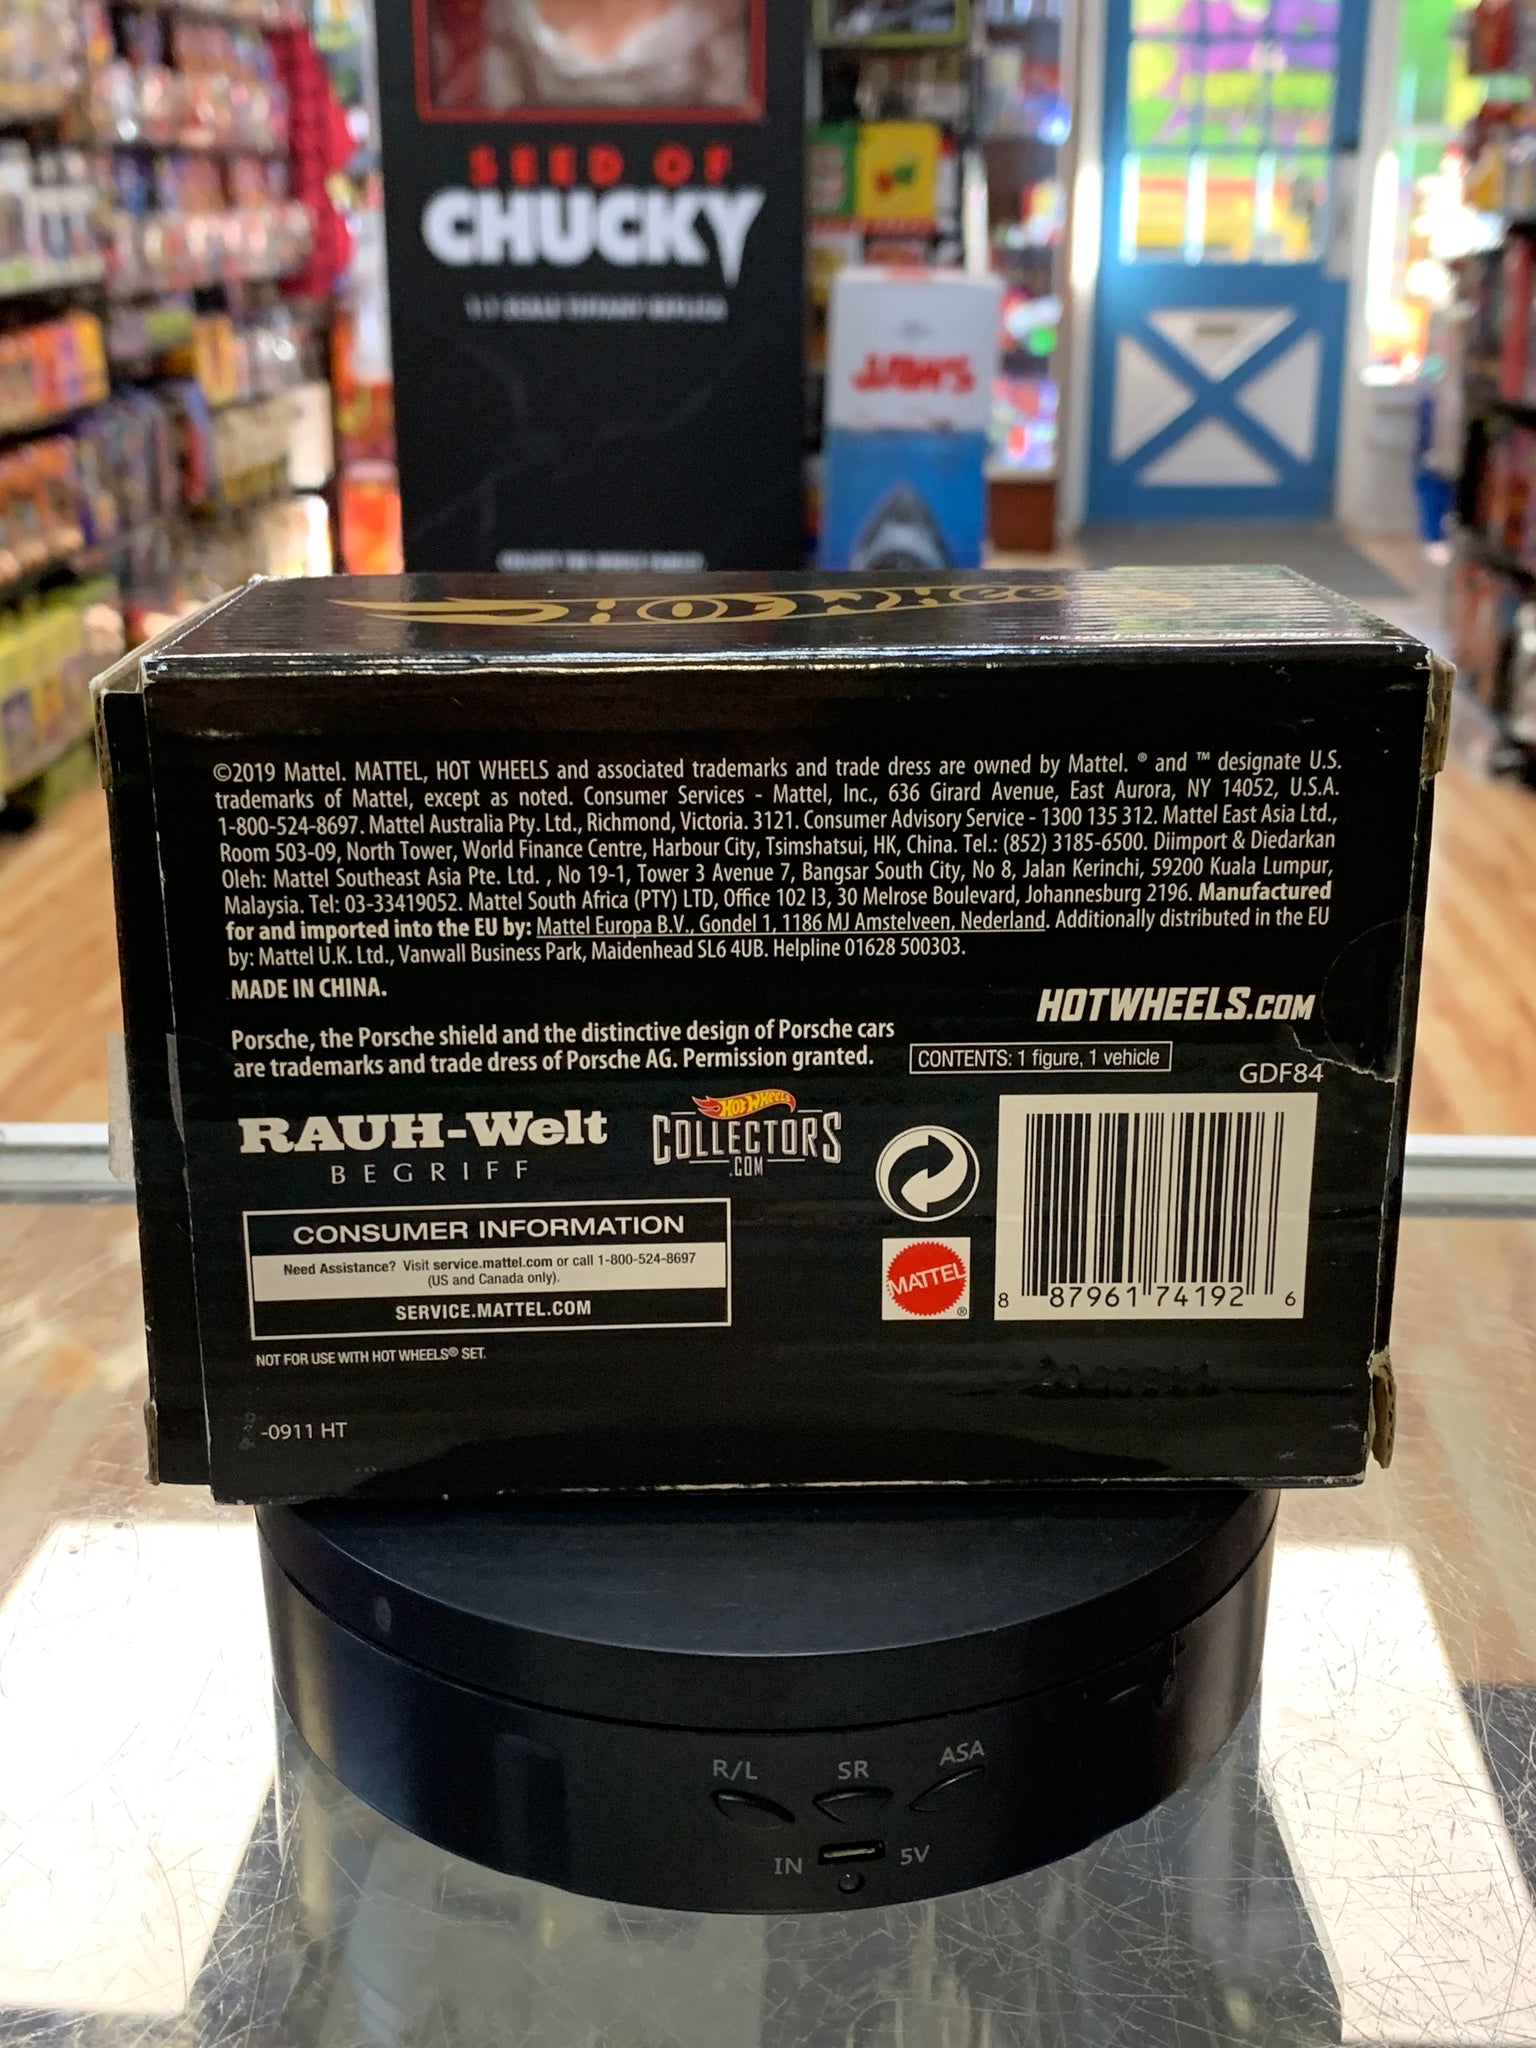 SEED OF
CHUCKY
1:1 SCALE TIFFANY REPLICA
JAWS
HOT WHEELS
©2019 Mattel. MATTEL, HOT WHEELS and associated trademarks and trade dress are owned by Mattel. ® and ™ designate U.S.
trademarks of Mattel, except as noted. Consumer Services - Mattel, Inc., 636 Girard Avenue, East Aurora, NY 14052, U.S.A.
1-800-524-8697. Mattel Australia Pty. Ltd., Richmond, Victoria. 3121. Consumer Advisory Service - 1300 135 312. Mattel East Asia Ltd.,
Room 503-09, North Tower, World Finance Centre, Harbour City, Tsimshatsui, HK, China. Tel.: (852) 3185-6500. Diimport & Diedarkan
Oleh: Mattel Southeast Asia Pte. Ltd. , No 19-1, Tower 3 Avenue 7, Bangsar South City, No 8, Jalan Kerinchi, 59200 Kuala Lumpur,
Malaysia. Tel: 03-33419052. Mattel South Africa (PTY) LTD, Office 102 I3, 30 Melrose Boulevard, Johannesburg 2196. Manufactured
for and imported into the EU by: Mattel Europa B.V., Gondel 1, 1186 MJ Amstelveen, Nederland. Additionally distributed in the EU
by: Mattel U.K. Ltd., Vanwall Business Park, Maidenhead SL6 4UB. Helpline 01628 500303.
MADE IN CHINA.
HOTWHEELS.COM
Porsche, the Porsche shield and the distinctive design of Porsche cars
are trademarks and trade dress of Porsche AG. Permission granted.
CONTENTS: 1 figure, 1 vehicle
GDF84
RAUH-Welt
BEGRIFF
HOT WHEELS
COLLECTORS
.COM
CONSUMER INFORMATION
Need Assistance? Visit service.mattel.com or call 1-800-524-8697
(US and Canada only).
SERVICE.MATTEL.COM
MATTEL®
8 87961 74192 6
NOT FOR USE WITH HOT WHEELS® SET.
-0911 HT
R/L SR ASA
IN 5V